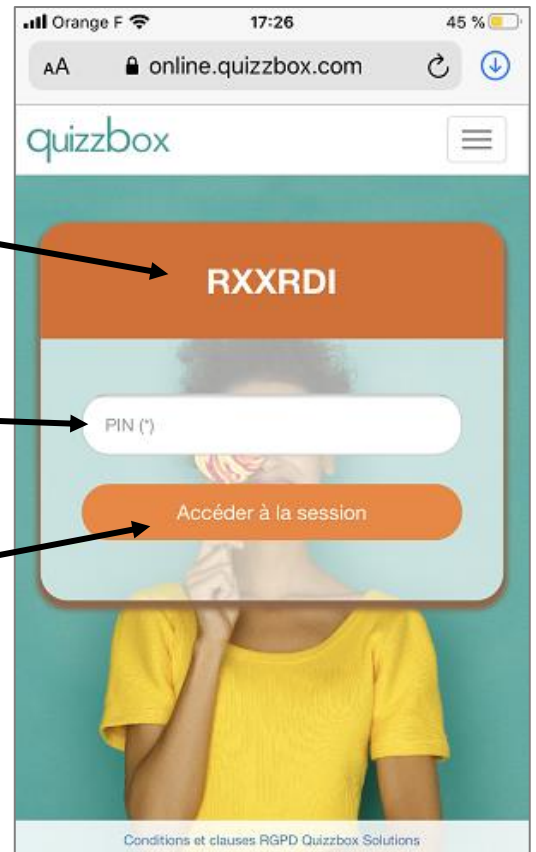 Orange F 17:26 45 %
AA online.quizzbox.com
quizzbox
RXXRDI
PIN (*)
Accéder à la session
Conditions et clauses RGPD Quizzbox Solutions